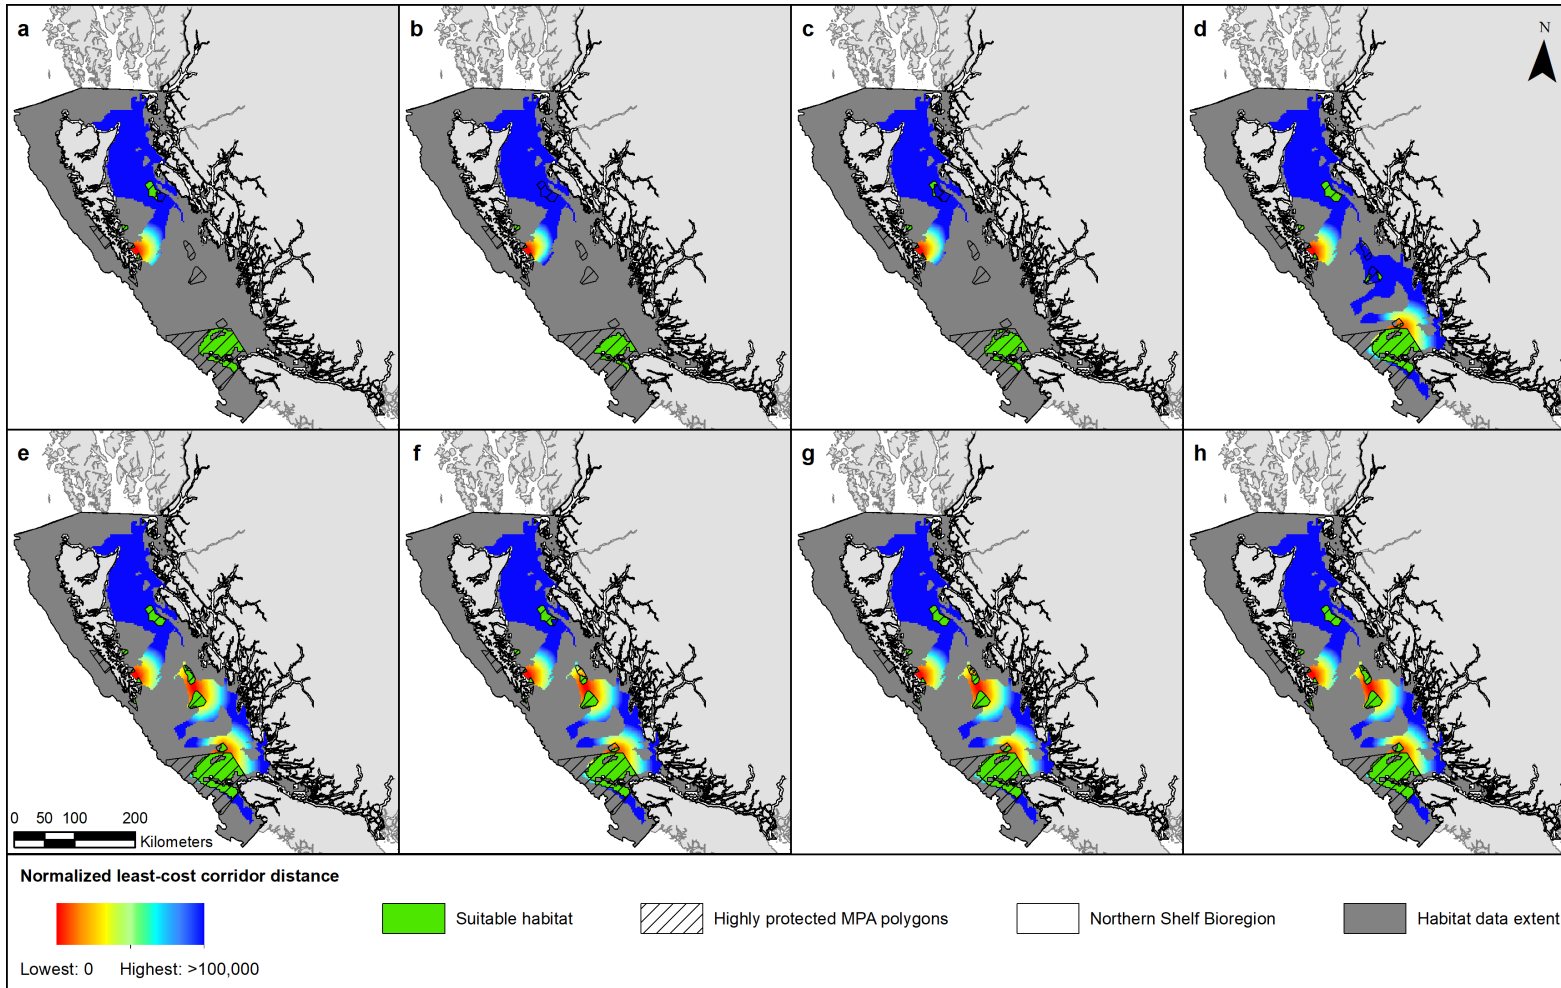 a
b
c
d
N
e
f
g
h
0 50 100 200
Kilometers
Normalized least-cost corridor distance
Suitable habitat
Highly protected MPA polygons
Northern Shelf Bioregion
Habitat data extent
Lowest: 0 Highest: >100,000